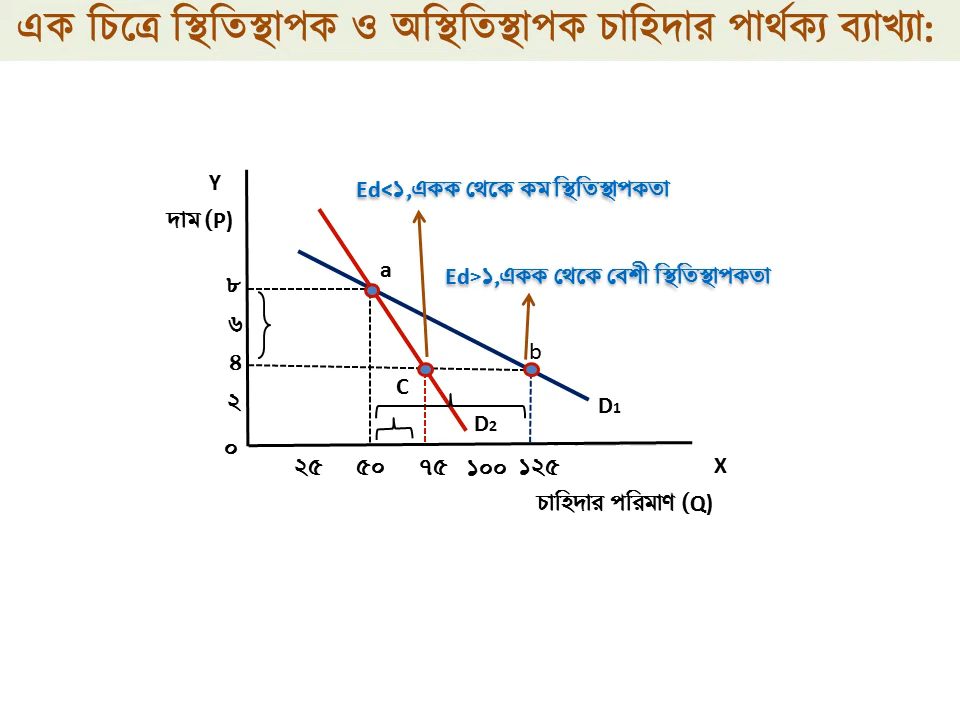 এক চিত্রে স্থিতিস্থাপক ও অস্থিতিস্থাপক চাহিদার পার্থক্য ব্যাখ্যা:
Y
Ed<১,একক থেকে কম স্থিতিস্থাপকতা
দাম (P)
a
Ed>১,একক থেকে বেশী স্থিতিস্থাপকতা
৮
৬
b
৪
C
২
D1
D2
০
২৫ ৫০ ৭৫ ১০০ ১২৫
X
চাহিদার পরিমাণ (Q)